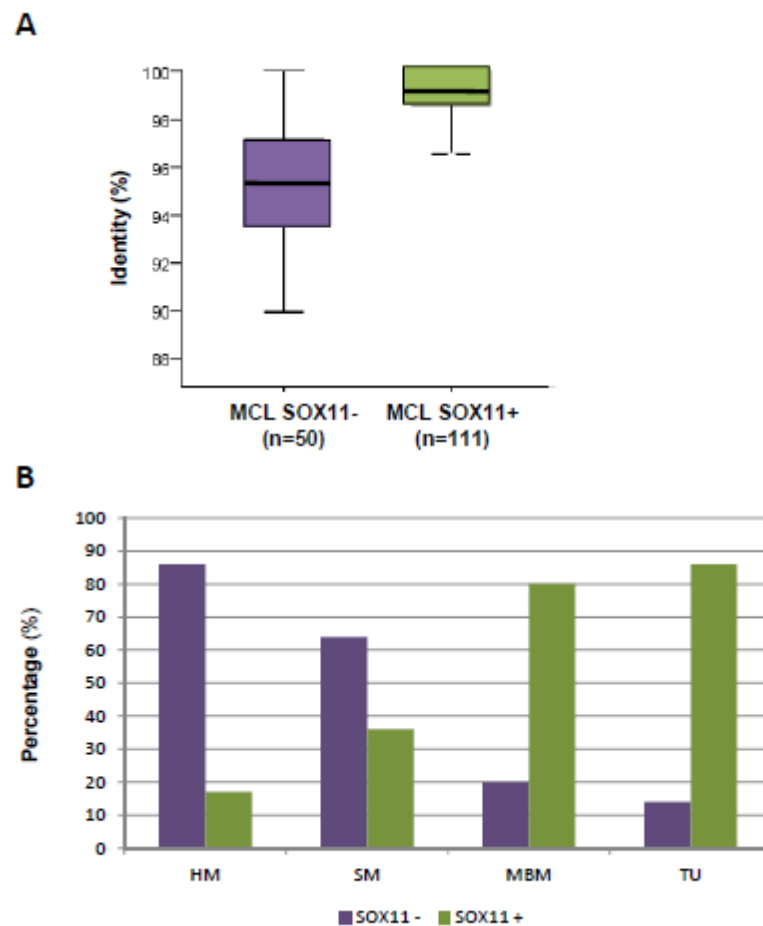 A
100
98
96
94
92
90
88
Identity (%)
MCL SOX11- MCL SOX11+
(n=50) (n=111)
B
100
90
80
70
60
50
40
30
20
10
0
Percentage (%)
HM SM MBM TU
SOX11 - SOX11 +